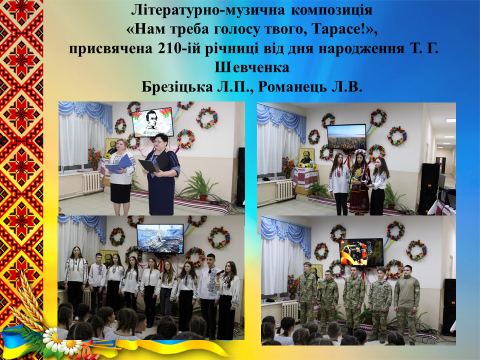 Літературно-музична композиція
«Нам треба голосу твого, Тарасе!»,
присвячена 210-ій річниці від дня народження Т. Г.
Шевченка
Брезіцька Л.П., Романець Л.В.